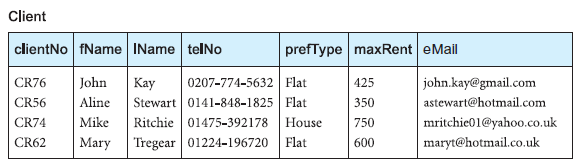 Client
clientNo fName lName telNo prefType maxRent eMail
CR76 John Kay 0207-774-5632 Flat 425 john.kay@gmail.com
CR56 Aline Stewart 0141-848-1825 Flat 350 astewart@hotmail.com
CR74 Mike Ritchie 01475-392178 House 750 mritchie01@yahoo.co.uk
CR62 Mary Tregear 01224-196720 Flat 600 maryt@hotmail.co.uk